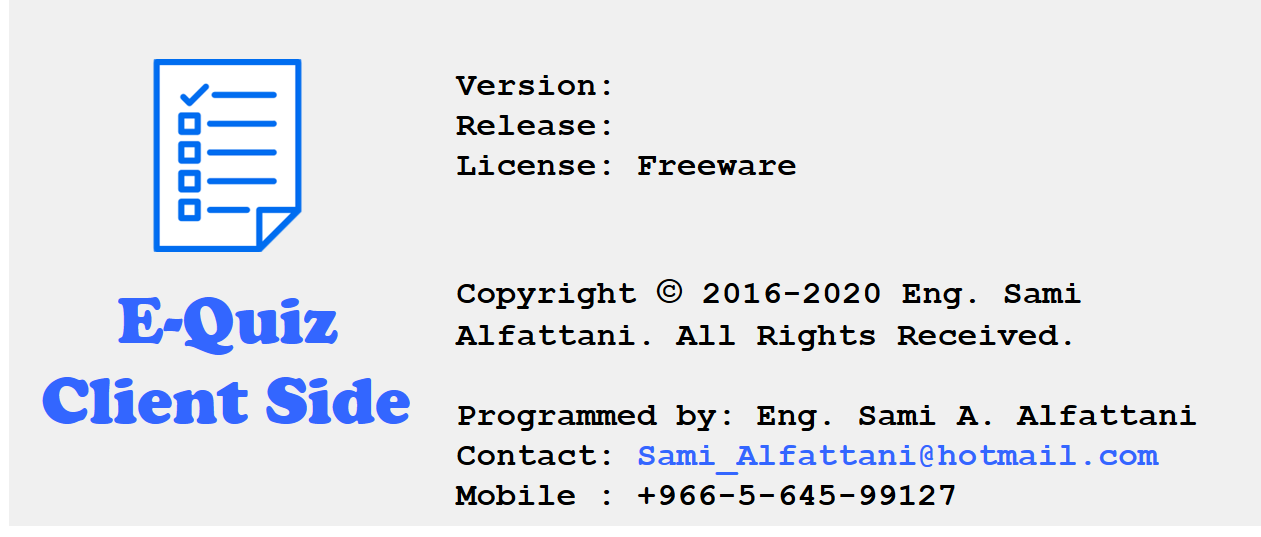 E-Quiz
Client Side
Version:
Release:
License: Freeware
Copyright © 2016-2020 Eng. Sami
Alfattani. All Rights Received.
Programmed by: Eng. Sami A. Alfattani
Contact: Sami_Alfattani@hotmail.com
Mobile : +966-5-645-99127